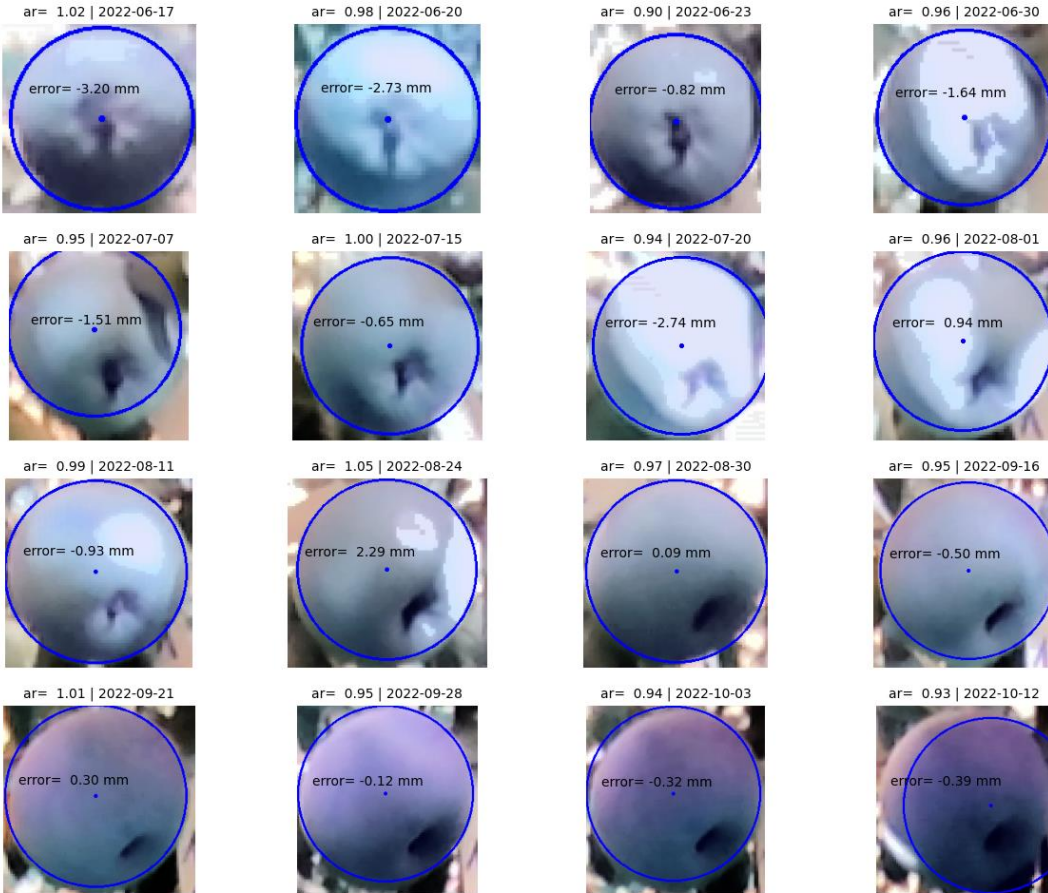 ar= 1.02 | 2022-06-17
ar= 0.98 | 2022-06-20
ar= 0.90 | 2022-06-23
ar= 0.96 | 2022-06-30
error= -3.20 mm
error= -2.73 mm
error= -0.82 mm
error= -1.64 mm
ar= 0.95 | 2022-07-07
ar= 1.00 | 2022-07-15
ar= 0.94 | 2022-07-20
ar= 0.96 | 2022-08-01
error= -1.51 mm
error= -0.65 mm
error= -2.74 mm
error= 0.94 mm
ar= 0.99 | 2022-08-11
ar= 1.05 | 2022-08-24
ar= 0.97 | 2022-08-30
ar= 0.95 | 2022-09-16
error= -0.93 mm
error= 2.29 mm
error= 0.09 mm
error= -0.50 mm
ar= 1.01 | 2022-09-21
ar= 0.95 | 2022-09-28
ar= 0.94 | 2022-10-03
ar= 0.93 | 2022-10-12
error= 0.30 mm
error= -0.12 mm
error= -0.32 mm
error= -0.39 mm